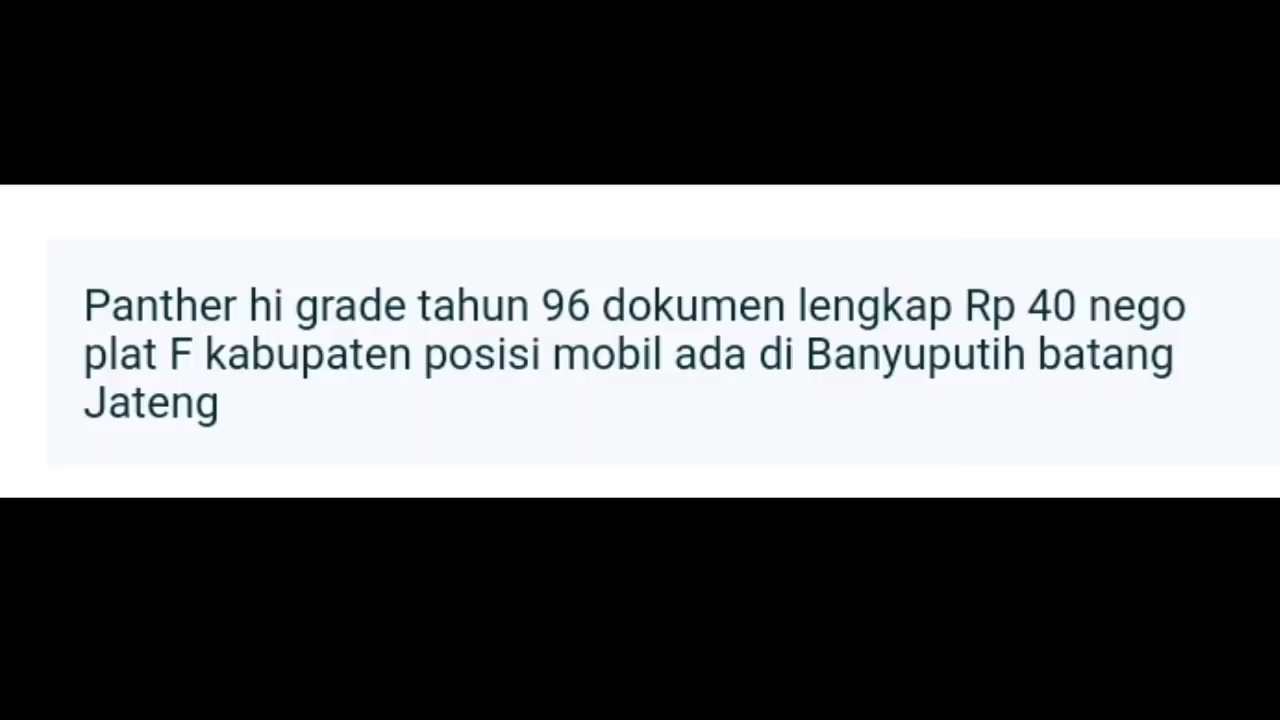 Panther hi grade tahun 96 dokumen lengkap Rp 40 nego
plat F kabupaten posisi mobil ada di Banyuputih batang
Jateng